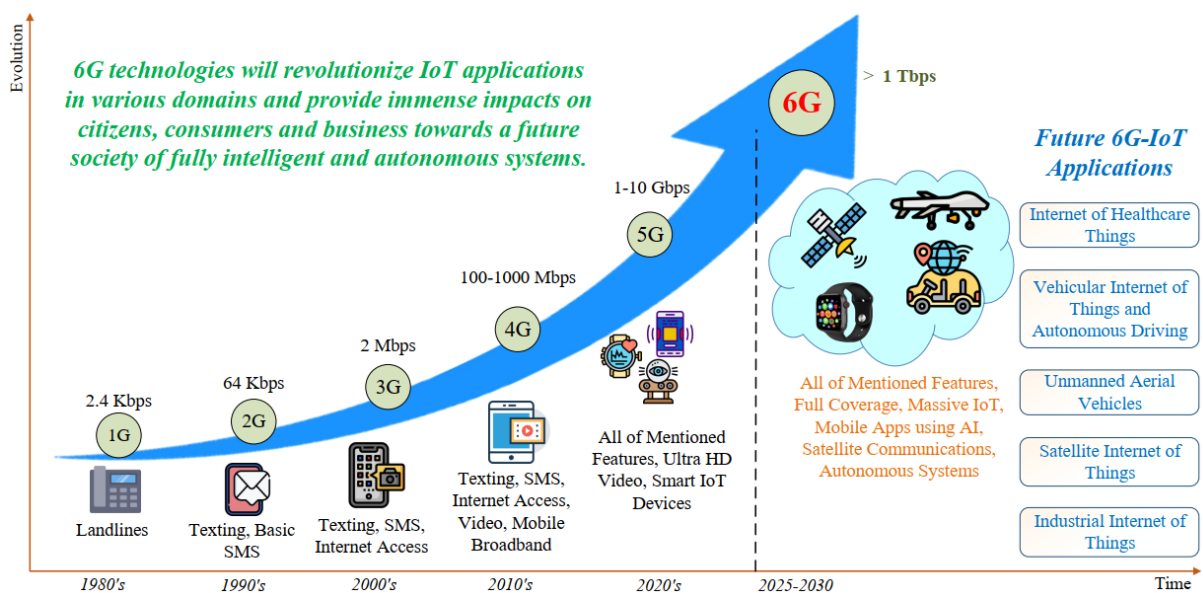 Evolution
6G technologies will revolutionize IoT applications
in various domains and provide immense impacts on
citizens, consumers and business towards a future
society of fully intelligent and autonomous systems.
6G
> 1 Tbps
Future 6G-IoT
Applications
1-10 Gbps
5G
100-1000 Mbps
4G
2 Mbps
3G
64 Kbps
2G
2.4 Kbps
1G
Landlines
Texting, Basic
SMS
Texting, SMS,
Internet Access
Texting, SMS,
Internet Access,
Video, Mobile
Broadband
All of Mentioned
Features, Ultra HD
Video, Smart IoT
Devices
All of Mentioned Features,
Full Coverage, Massive IoT,
Mobile Apps using AI,
Satellite Communications,
Autonomous Systems
Internet of Healthcare
Things
Vehicular Internet of
Things and
Autonomous Driving
Unmanned Aerial
Vehicles
Satellite Internet of
Things
Industrial Internet of
Things
1980's
1990's
2000's
2010's
2020's
2025-2030
Time